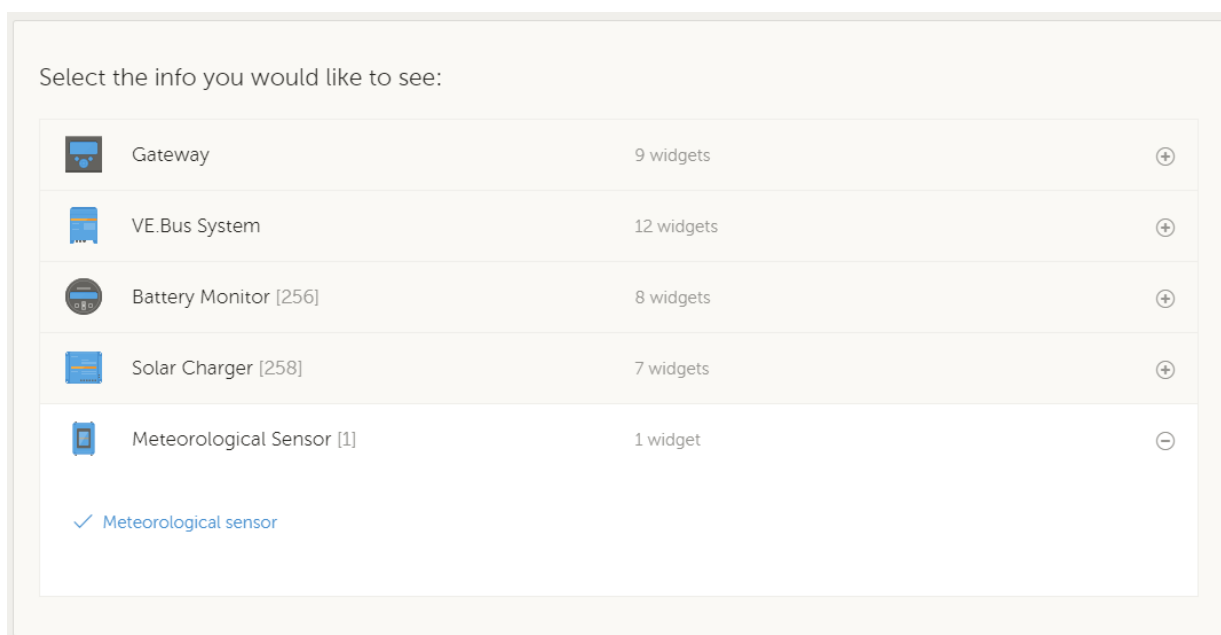 Select the info you would like to see:
Gateway 9 widgets
VE.Bus System 12 widgets
Battery Monitor [256] 8 widgets
Solar Charger [258] 7 widgets
Meteorological Sensor [1] 1 widget
Meteorological sensor